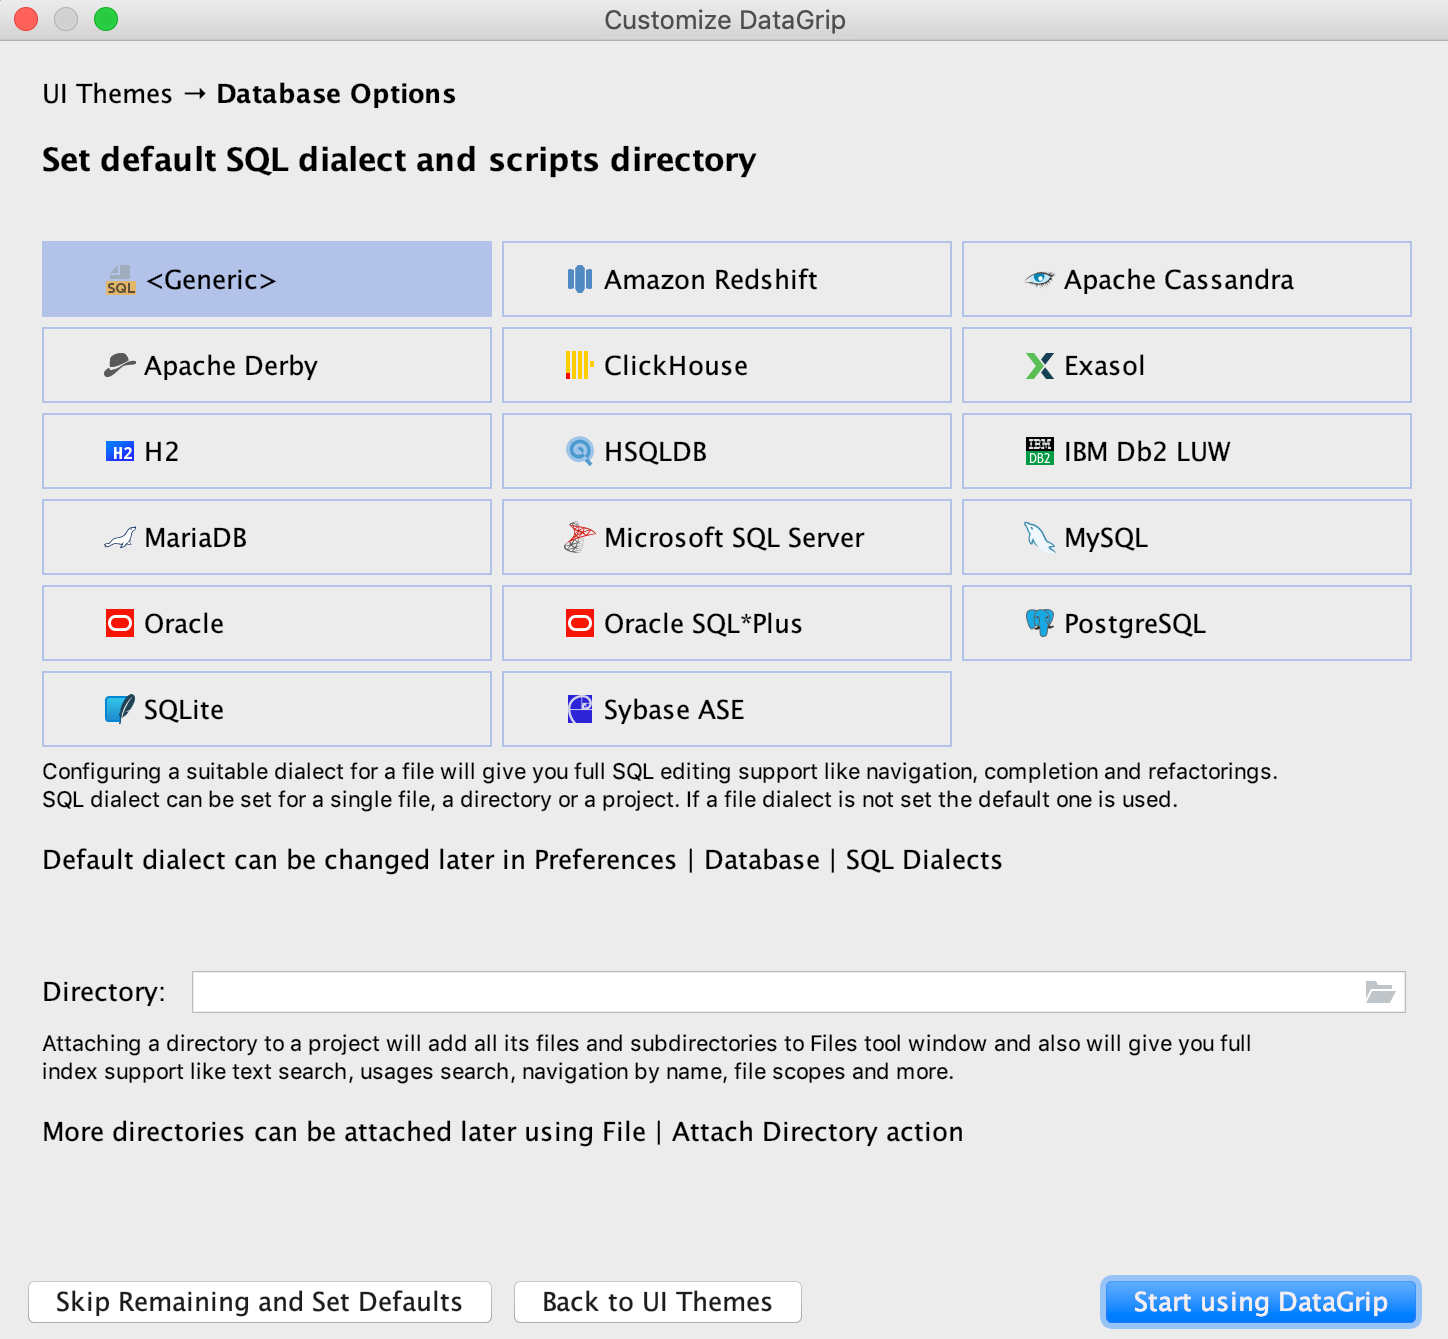 Customize DataGrip
UI Themes → Database Options
Set default SQL dialect and scripts directory
SQL <Generic>
Amazon Redshift
Apache Cassandra
Apache Derby
ClickHouse
Exasol
H2 H2
HSQLDB
IBM DB2 IBM Db2 LUW
MariaDB
Microsoft SQL Server
MySQL
Oracle
Oracle SQL*Plus
PostgreSQL
SQLite
Sybase ASE
Configuring a suitable dialect for a file will give you full SQL editing support like navigation, completion and refactorings.
SQL dialect can be set for a single file, a directory or a project. If a file dialect is not set the default one is used.
Default dialect can be changed later in Preferences | Database | SQL Dialects
Directory:
Attaching a directory to a project will add all its files and subdirectories to Files tool window and also will give you full
index support like text search, usages search, navigation by name, file scopes and more.
More directories can be attached later using File | Attach Directory action
Skip Remaining and Set Defaults
Back to UI Themes
Start using DataGrip